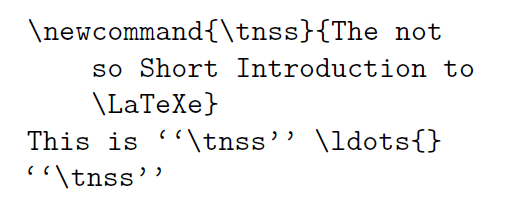 \newcommand{\tnss}{The not
so Short Introduction to
\LaTeXe}
This is ‘‘\tnss’’ \ldots{}
‘‘\tnss’’